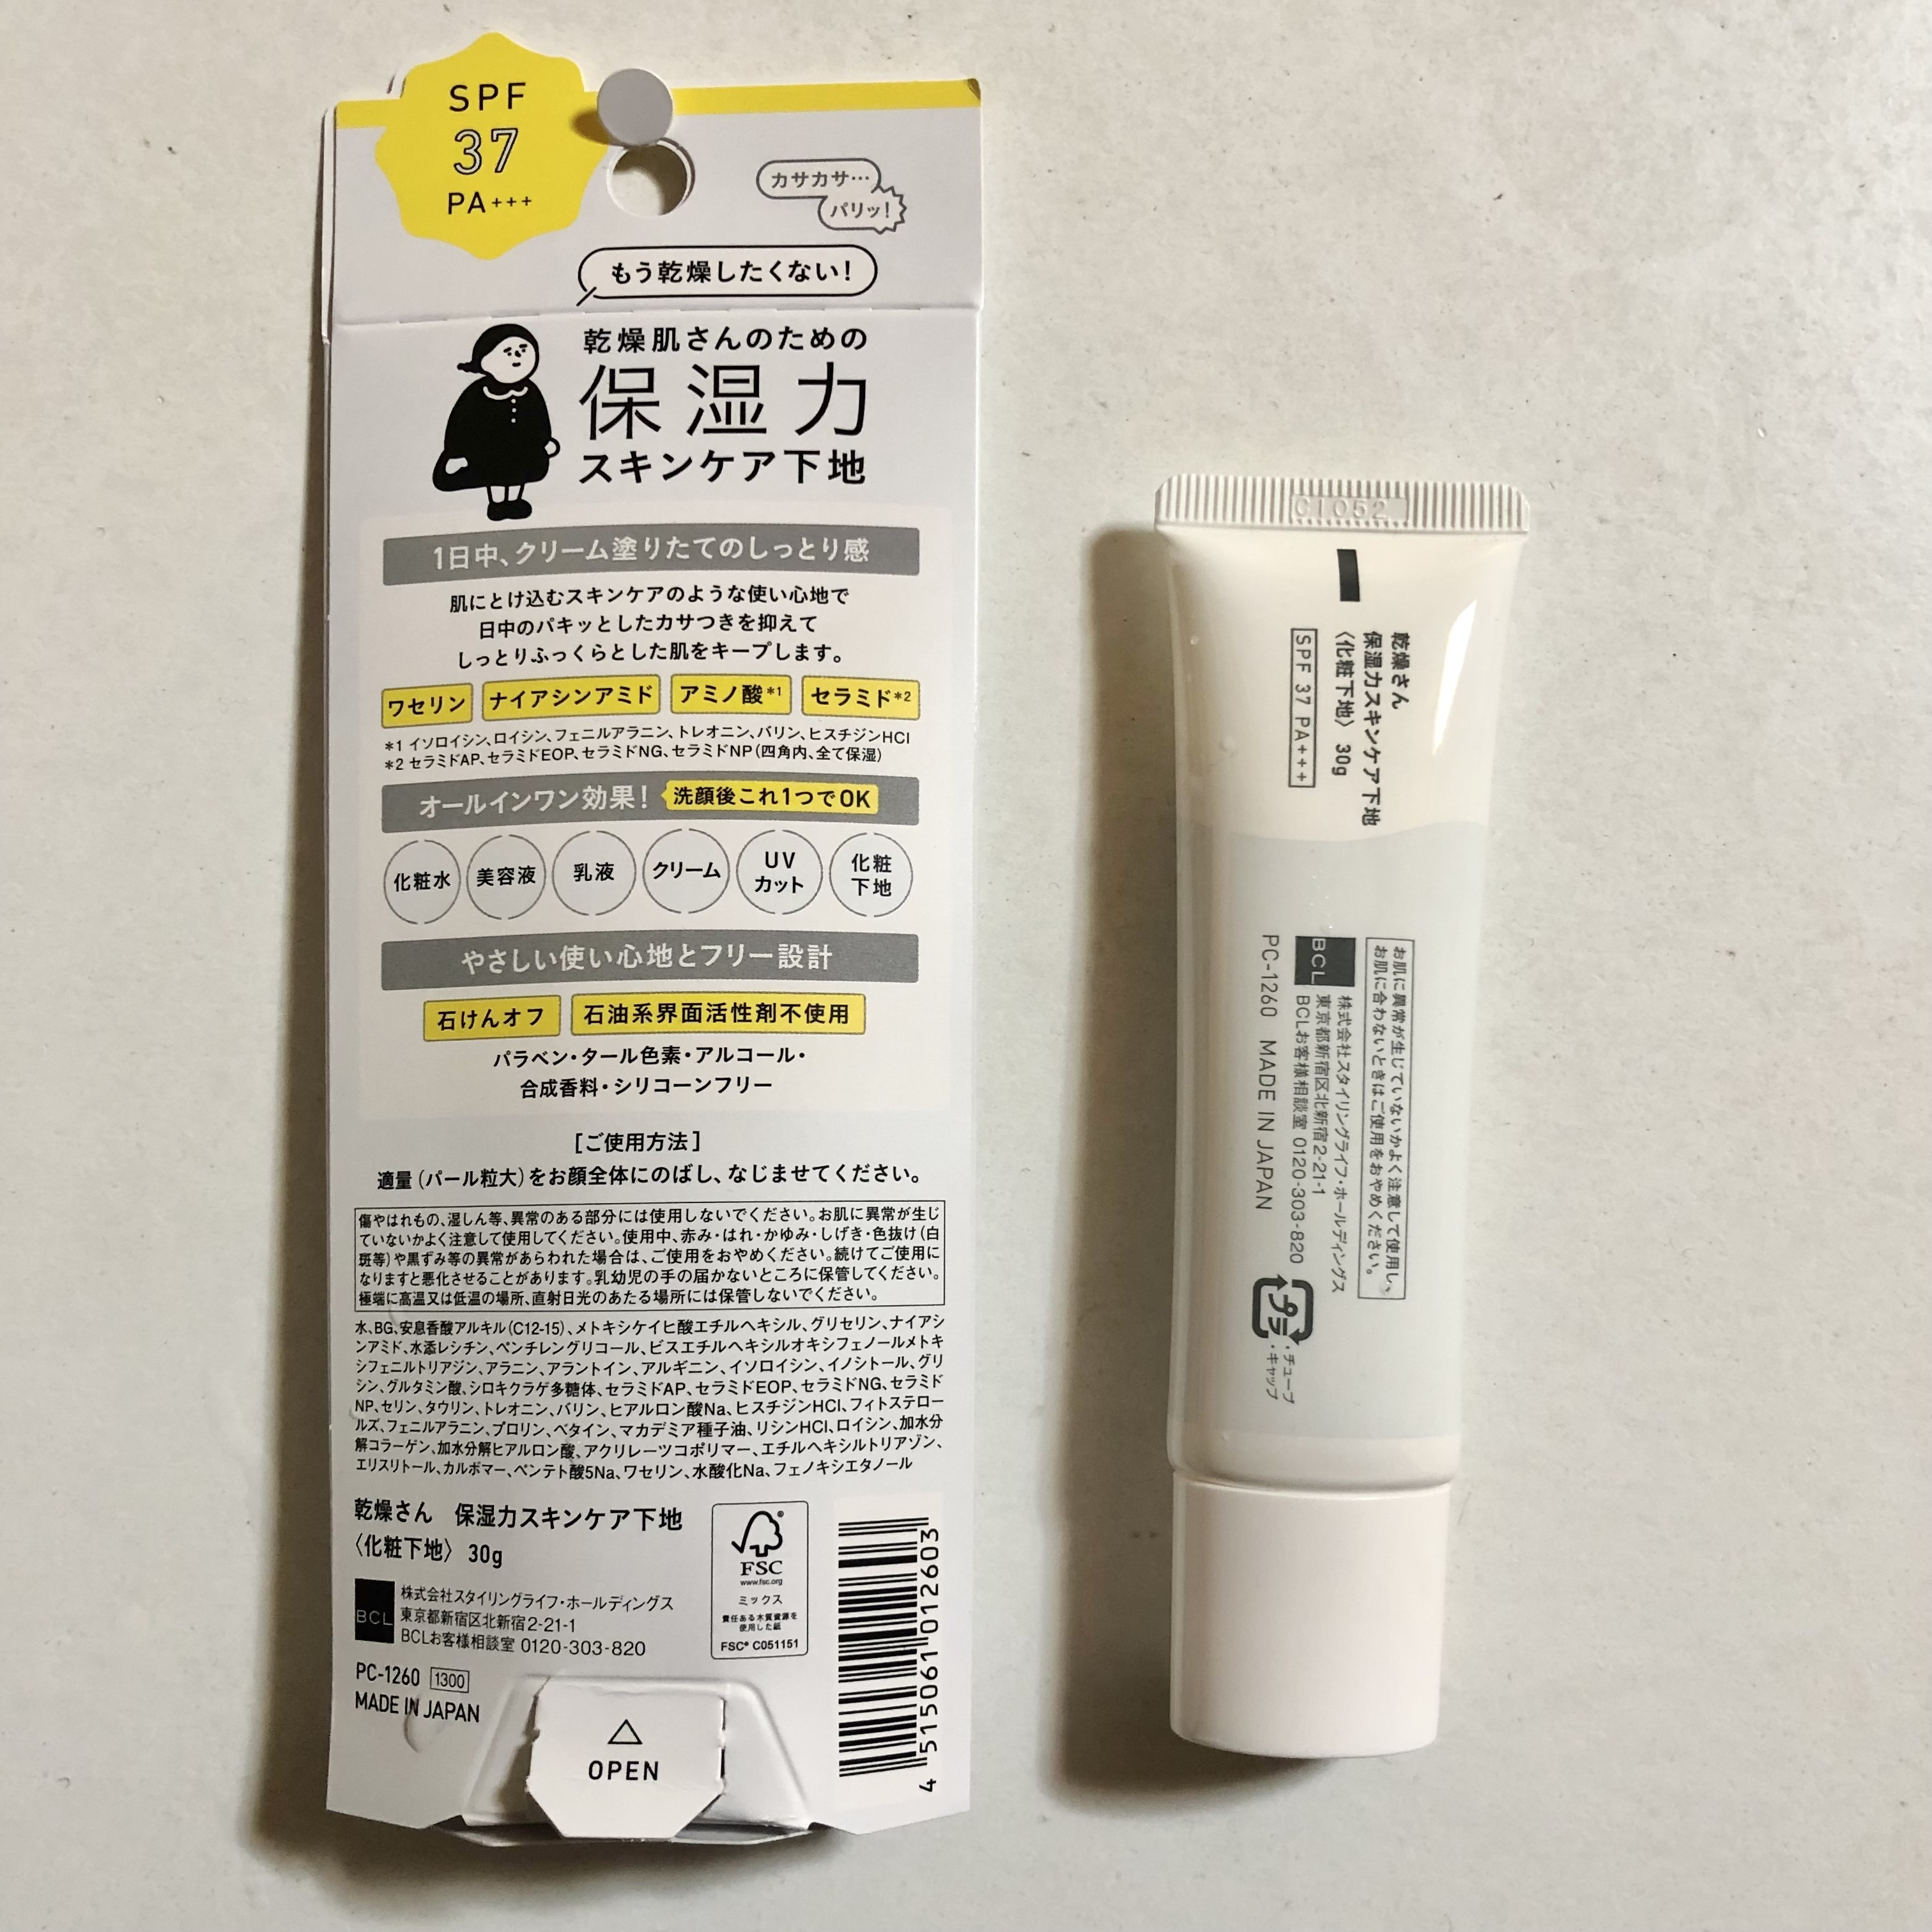 SPF
37
PA+++
カサカサ…
パリッ!
もう乾燥したくない!
乾燥肌さんのための
保湿力
スキンケア下地
1日中、クリーム塗りたてのしっとり感
肌にとけ込むスキンケアのような使い心地で
日中のパキッとしたカサつきを抑えて
しっとりふっくらとした肌をキープします。
ワセリン ナイアシンアミド アミノ酸*1 セラミド*2
*1 イソロイシン、ロイシン、フェニルアラニン、トレオニン、バリン、ヒスチジンHCl
*2 セラミドAP、セラミドEOP、セラミドNG、セラミドNP(四角内、全て保湿)
オールインワン効果! 洗顔後これ1つでOK
化粧水 美容液 乳液 クリーム UVカット 化粧下地
やさしい使い心地とフリー設計
石けんオフ 石油系界面活性剤不使用
パラベン・タール色素・アルコール・
合成香料・シリコーンフリー
[ご使用方法]
適量(パール粒大)をお顔全体にのばし、なじませてください。
傷やはれもの、湿しん等、異常のある部分には使用しないでください。お肌に異常が生じ
ていないかよく注意して使用してください。使用中、赤み・はれ・かゆみ・しげき・色抜け(白
斑等)や黒ずみ等の異常があらわれた場合は、ご使用をおやめください。続けてご使用に
なりますと悪化させることがあります。乳幼児の手の届かないところに保管してください。
極端に高温又は低温の場所、直射日光のあたる場所には保管しないでください。
水、BG、安息香酸アルキル(C12-15)、メトキシケイヒ酸エチルヘキシル、グリセリン、ナイアシ
ンアミド、水添レシチン、ペンチレングリコール、ビスエチルヘキシルオキシフェノールメトキ
シフェニルトリアジン、アラニン、アラントイン、アルギニン、イソロイシン、イノシトール、グリ
シン、グルタミン酸、シロキクラゲ多糖体、セラミドAP、セラミドEOP、セラミドNG、セラミド
NP、セリン、タウリン、トレオニン、バリン、ヒアルロン酸Na、ヒスチジンHCl、フィトステロー
ルズ、フェニルアラニン、プロリン、ベタイン、マカデミア種子油、リシンHCl、ロイシン、加水分
解コラーゲン、加水分解ヒアルロン酸、アクリレーツコポリマー、エチルヘキシルトリアゾン、
エリスリトール、カルボマー、ペンテト酸5Na、ワセリン、水酸化Na、フェノキシエタノール
乾燥さん 保湿力スキンケア下地
〈化粧下地〉 30g
BCL
株式会社スタイリングライフ・ホールディングス
東京都新宿区北新宿2-21-1
BCLお客様相談室 0120-303-820
PC-1260 1300
MADE IN JAPAN
FSC®
www.fsc.org
ミックス
責任ある木質資源を
使用した紙
FSC® C051151
4 515061 012603
OPEN
C1052
乾燥さん
保湿力スキンケア下地
〈化粧下地〉 30g
SPF 37 PA+++
お肌に異常が生じていないかよく注意して使用し、
お肌に合わないときはご使用をおやめください。
BCL
株式会社スタイリングライフ・ホールディングス
東京都新宿区北新宿2-21-1
BCLお客様相談室 0120-303-820
PC-1260 MADE IN JAPAN
プラ
・チューブ
・キャップ